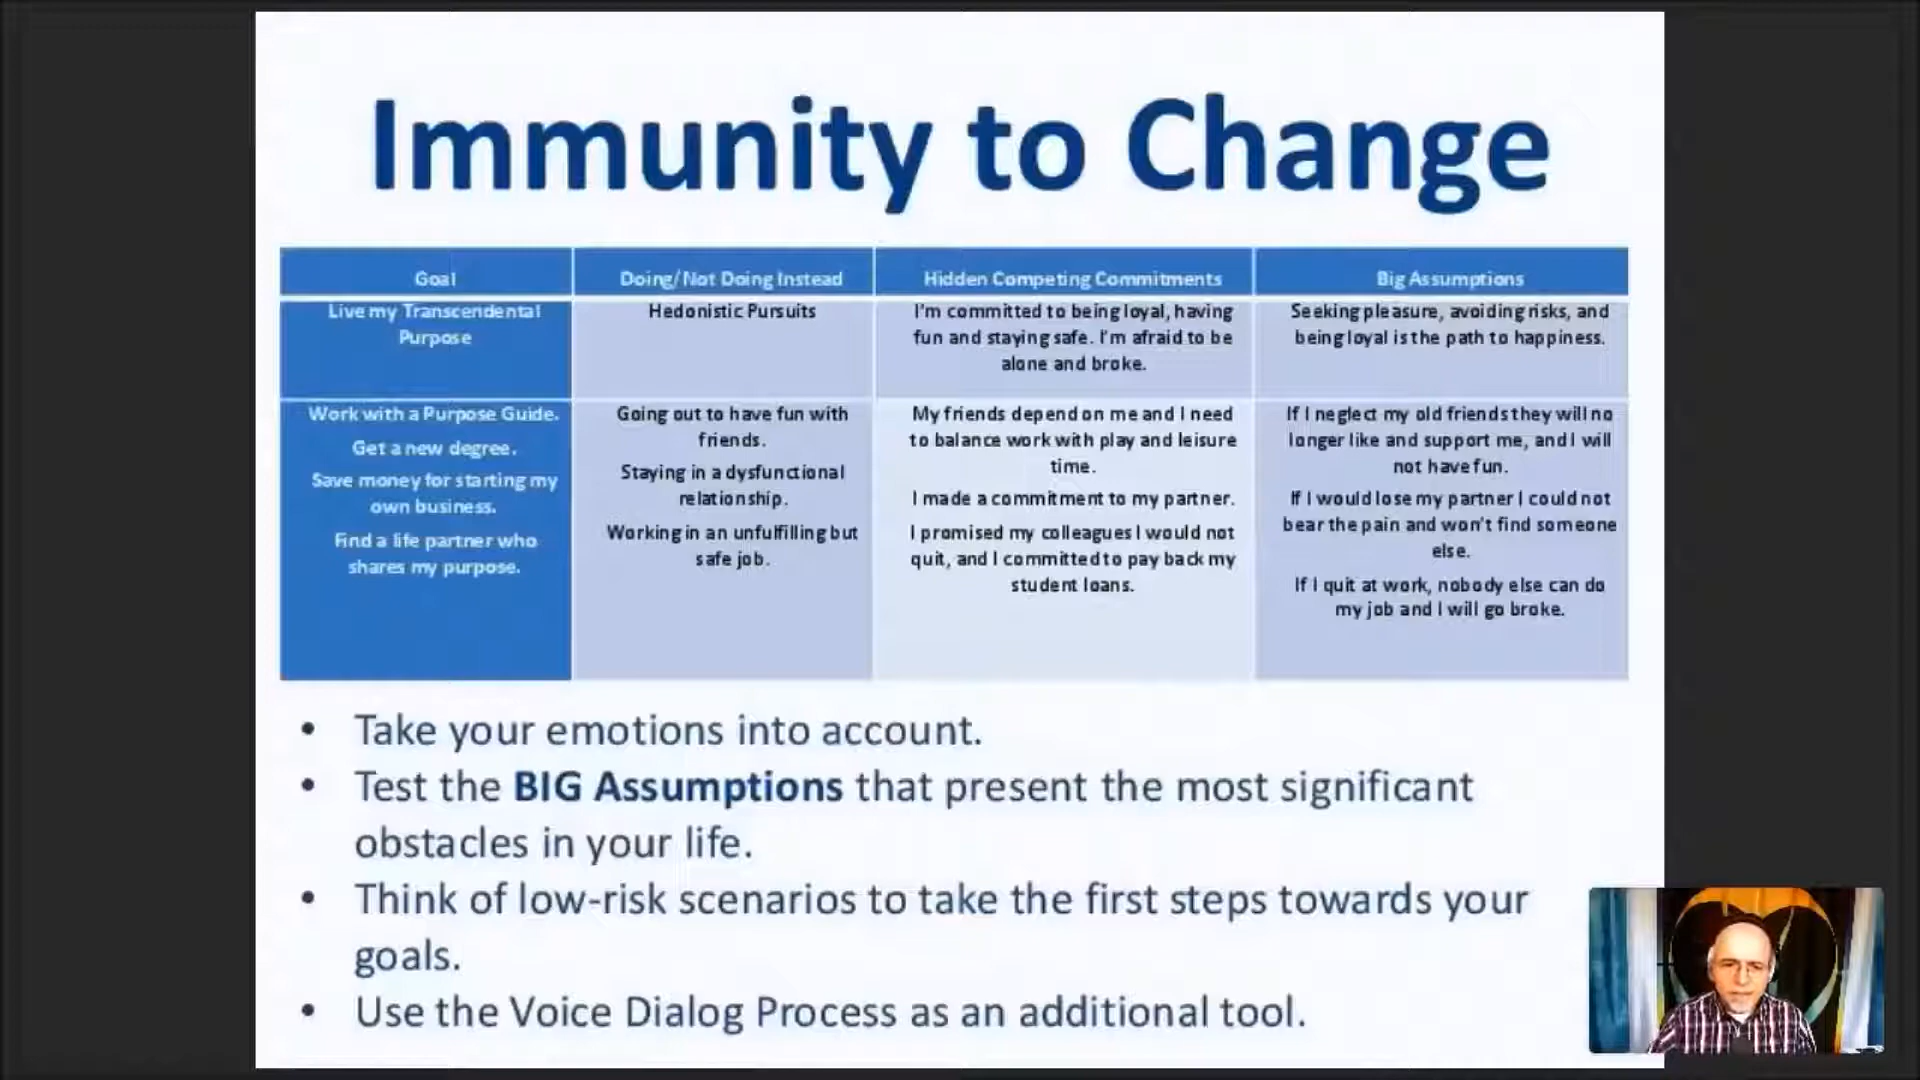 Immunity to Change
Goal
Doing/Not Doing Instead
Hidden Competing Commitments
Big Assumptions
Live my Transcendental
Purpose
Hedonistic Pursuits
I'm committed to being loyal, having
fun and staying safe. I'm afraid to be
alone and broke.
Seeking pleasure, avoiding risks, and
being loyal is the path to happiness.
Work with a Purpose Guide.
Get a new degree.
Save money for starting my
own business.
Find a life partner who
shares my purpose.
Going out to have fun with
friends.
Staying in a dysfunctional
relationship.
Working in an unfulfilling but
safe job.
My friends depend on me and I need
to balance work with play and leisure
time.
I made a commitment to my partner.
I promised my colleagues I would not
quit, and I committed to pay back my
student loans.
If I neglect my old friends they will no
longer like and support me, and I will
not have fun.
If I would lose my partner I could not
bear the pain and won't find someone
else.
If I quit at work, nobody else can do
my job and I will go broke.
• Take your emotions into account.
• Test the BIG Assumptions that present the most significant
obstacles in your life.
• Think of low-risk scenarios to take the first steps towards your
goals.
• Use the Voice Dialog Process as an additional tool.